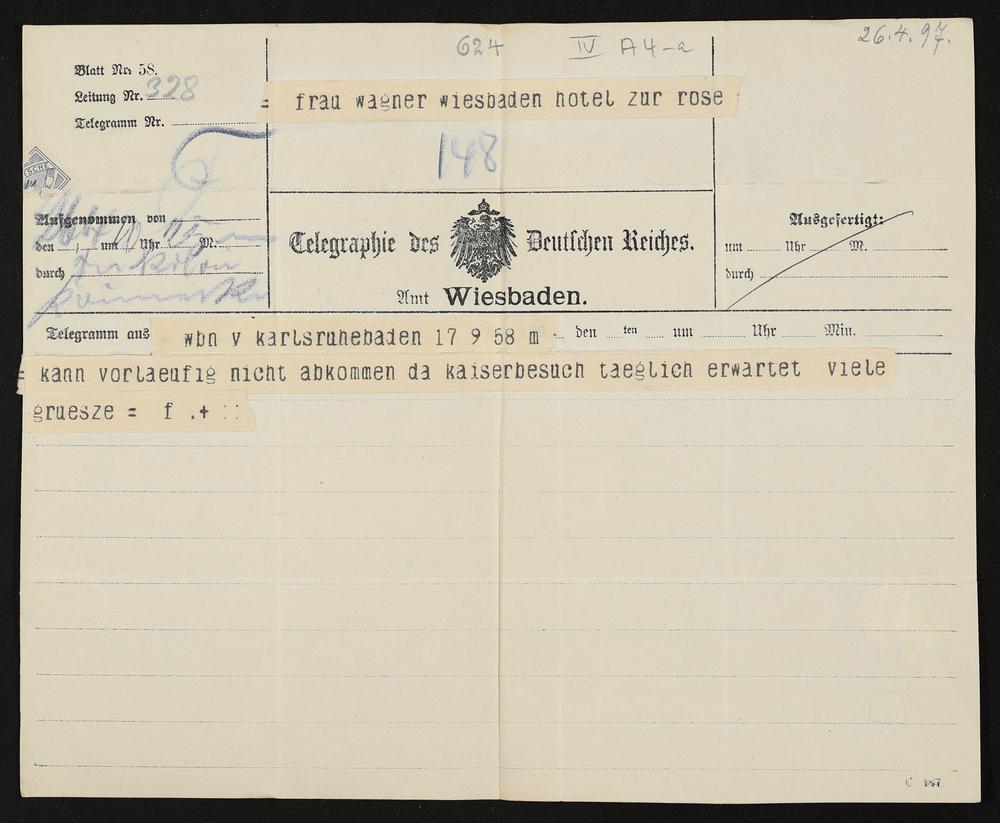 624 IV A4-a 26.4.97.
Blatt Nr. 58.
Leitung Nr. 328
= frau wagner wiesbaden hotel zur rose
Telegramm Nr.
148
Aufgenommen von
Ausgefertigt:
den um Uhr M.
Telegraphie des Deutschen Reiches.
um Uhr M.
durch
durch
Amt Wiesbaden.
Telegramm aus wbn v karlsruhebaden 17 9 58 m - den ten um Uhr Min.
= kann vorlaeufig nicht abkommen da kaiserbesuch taeglich erwartet viele
gruesze = f .+ ::
C 187